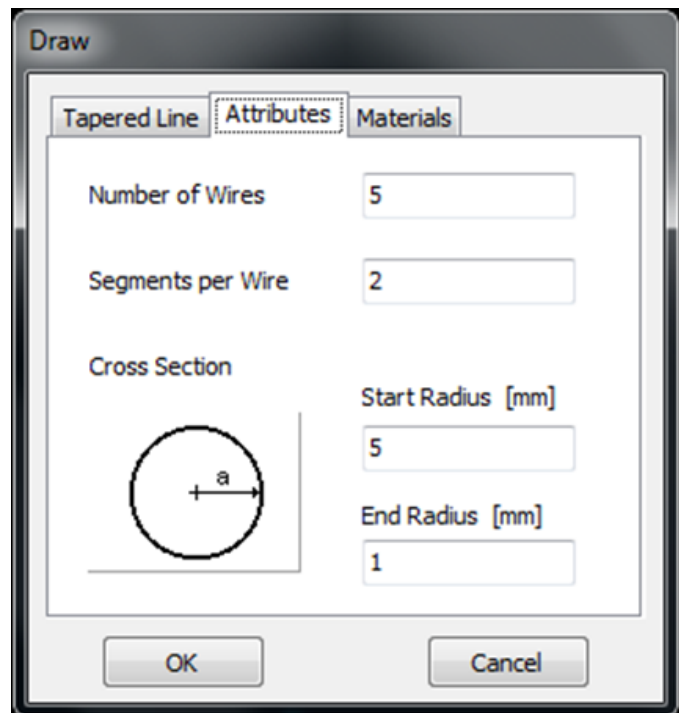 Draw
Tapered Line Attributes Materials
Number of Wires 5
Segments per Wire 2
Cross Section
Start Radius [mm]
a
5
End Radius [mm]
1
OK Cancel